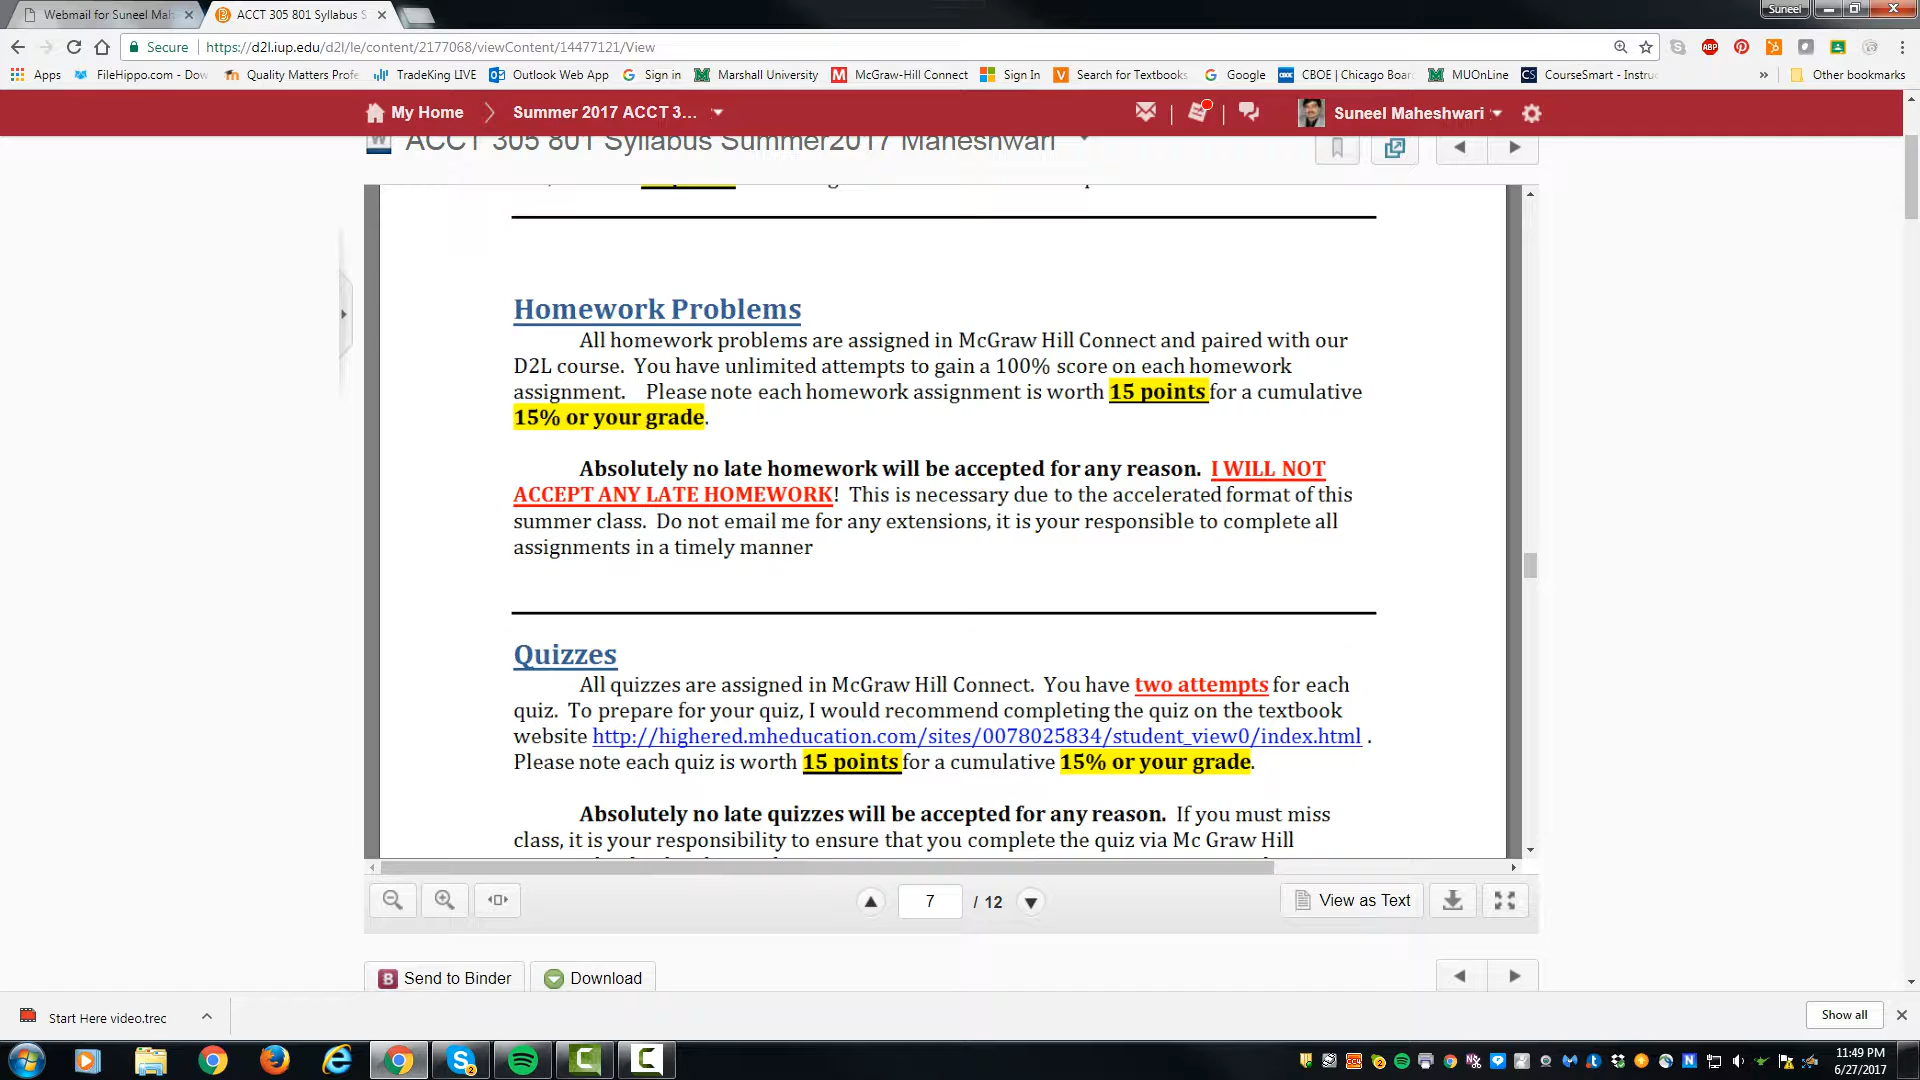 Webmail for Suneel Mah
ACCT 305 801 Syllabus S
Suneel
Secure
https://d2l.iup.edu/d2l/le/content/2177068/viewContent/14477121/View
Apps
FileHippo.com - Dow
Quality Matters Profe
TradeKing LIVE
Outlook Web App
Sign in
Marshall University
McGraw-Hill Connect
Sign In
Search for Textbooks
Google
CBOE | Chicago Boar
MUOnLine
CourseSmart - Instruc
Other bookmarks
My Home
Summer 2017 ACCT 3...
Suneel Maheshwari
ACCT 305 801 Syllabus Summer2017 Maheshwari
Homework Problems
All homework problems are assigned in McGraw Hill Connect and paired with our
D2L course. You have unlimited attempts to gain a 100% score on each homework
assignment. Please note each homework assignment is worth 15 points for a cumulative
15% or your grade.
Absolutely no late homework will be accepted for any reason. I WILL NOT
ACCEPT ANY LATE HOMEWORK! This is necessary due to the accelerated format of this
summer class. Do not email me for any extensions, it is your responsible to complete all
assignments in a timely manner
Quizzes
All quizzes are assigned in McGraw Hill Connect. You have two attempts for each
quiz. To prepare for your quiz, I would recommend completing the quiz on the textbook
website http://highered.mheducation.com/sites/0078025834/student_view0/index.html .
Please note each quiz is worth 15 points for a cumulative 15% or your grade.
Absolutely no late quizzes will be accepted for any reason. If you must miss
class, it is your responsibility to ensure that you complete the quiz via Mc Graw Hill
7 / 12
View as Text
Send to Binder
Download
Start Here video.trec
Show all
11:49 PM
6/27/2017